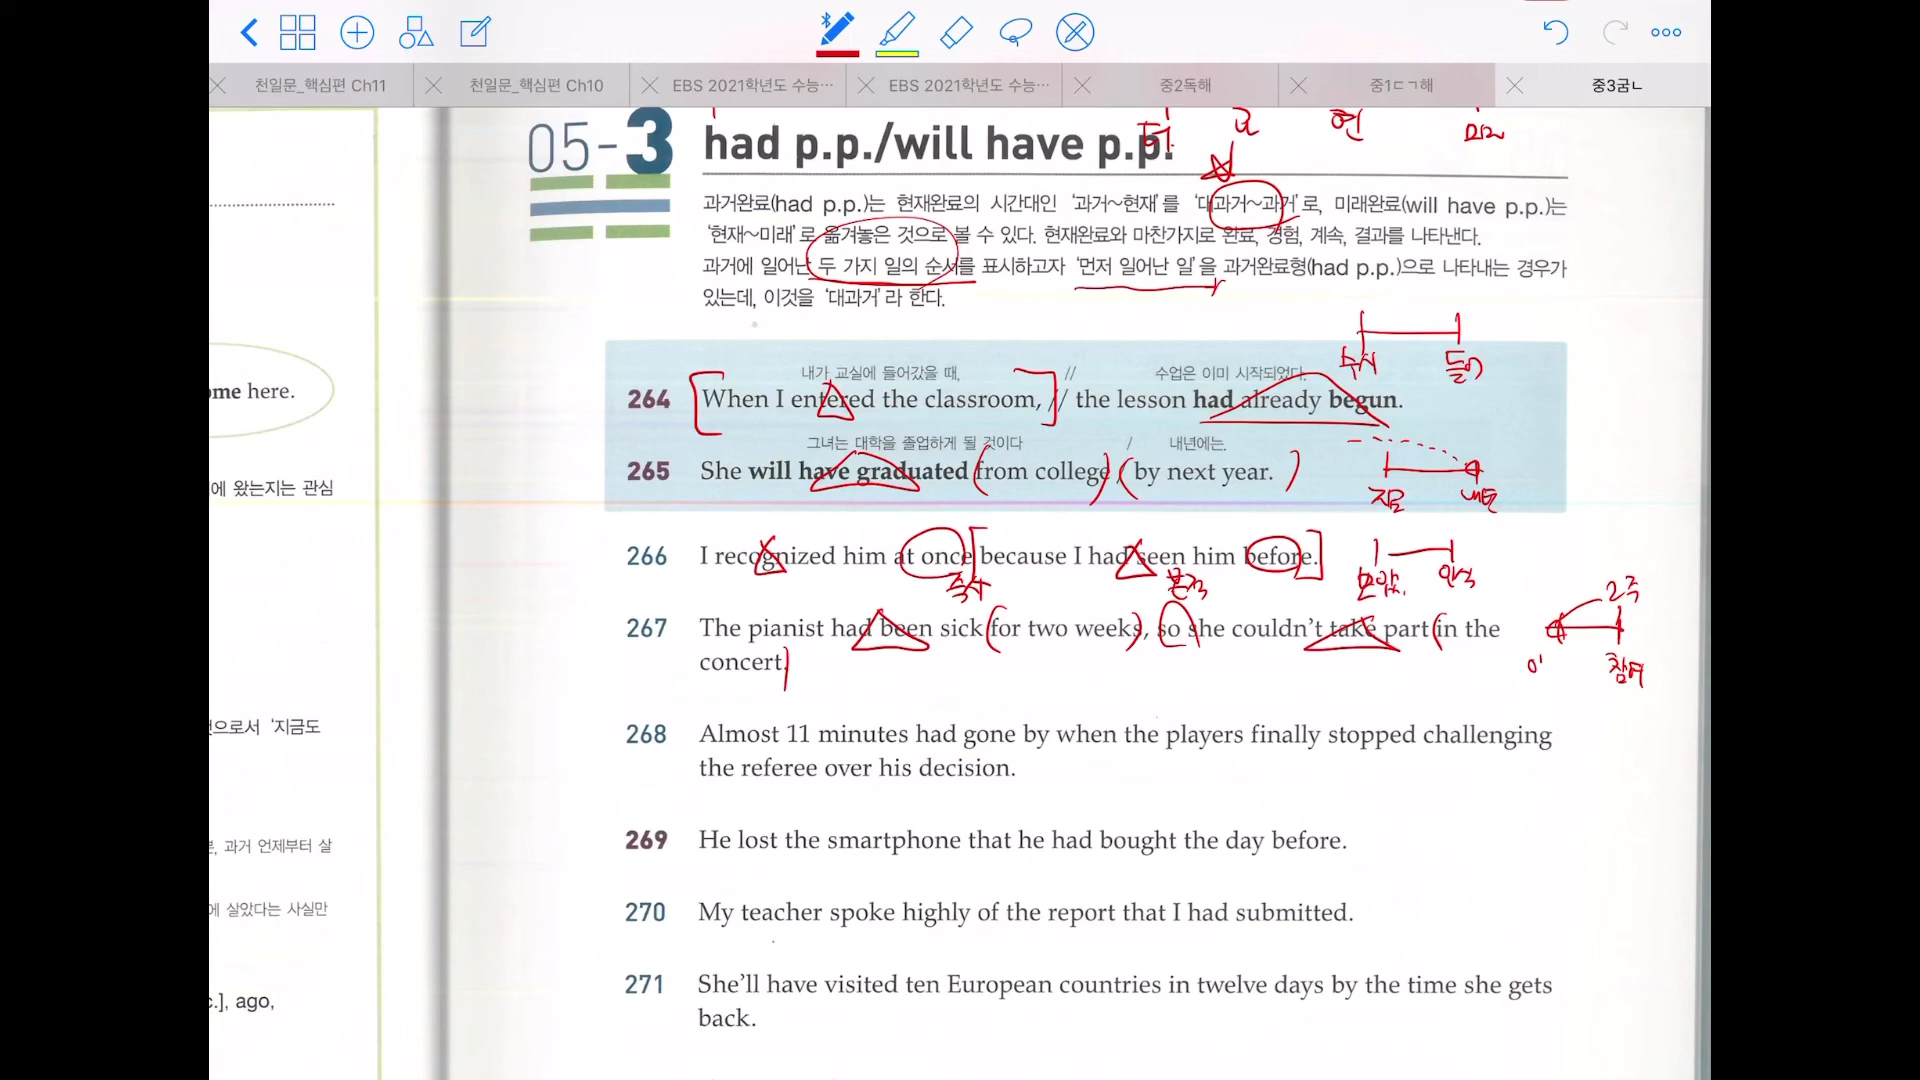 천일문_핵심편 Ch11
천일문_핵심편 Ch10
EBS 2021학년도 수능…
EBS 2021학년도 수능…
중2독해
중1ㄷㄱ해
중3굼ㄴ
05-3 had p.p./will have p.p.
과거완료(had p.p.)는 현재완료의 시간대인 '과거~현재'를 '대과거~과거'로, 미래완료(will have p.p.)는
'현재~미래'로 옮겨놓은 것으로 볼 수 있다. 현재완료와 마찬가지로 완료, 경험, 계속, 결과를 나타낸다.
과거에 일어난 두 가지 일의 순서를 표시하고자 '먼저 일어난 일'을 과거완료형(had p.p.)으로 나타내는 경우가
있는데, 이것을 '대과거'라 한다.
내가 교실에 들어갔을 때, // 수업은 이미 시작되었다.
264 When I entered the classroom, // the lesson had already begun.
그녀는 대학을 졸업하게 될 것이다 / 내년에는.
265 She will have graduated from college / by next year.
266 I recognized him at once because I had seen him before.
267 The pianist had been sick for two weeks, so she couldn't take part in the
concert.
268 Almost 11 minutes had gone by when the players finally stopped challenging
the referee over his decision.
269 He lost the smartphone that he had bought the day before.
270 My teacher spoke highly of the report that I had submitted.
271 She'll have visited ten European countries in twelve days by the time she gets
back.
ome here.
에 왔는지는 관심
것으로서 '지금도
과거 언제부터 살
에 살았다는 사실만
c.], ago,
현
지금
2주